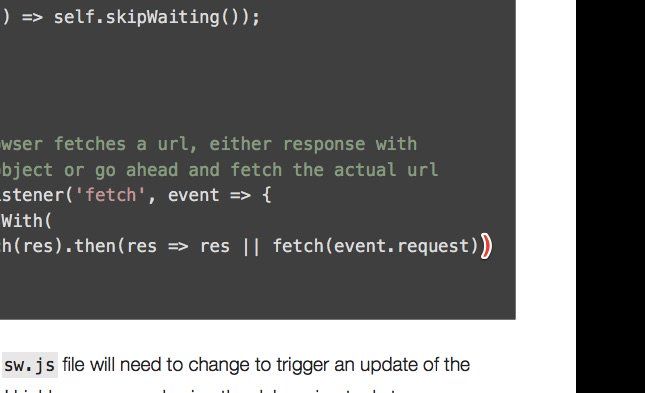 ) => self.skipWaiting());
wser fetches a url, either response with
bject or go ahead and fetch the actual url
stener('fetch', event => {
With(
h(res).then(res => res || fetch(event.request))
sw.js file will need to change to trigger an update of the